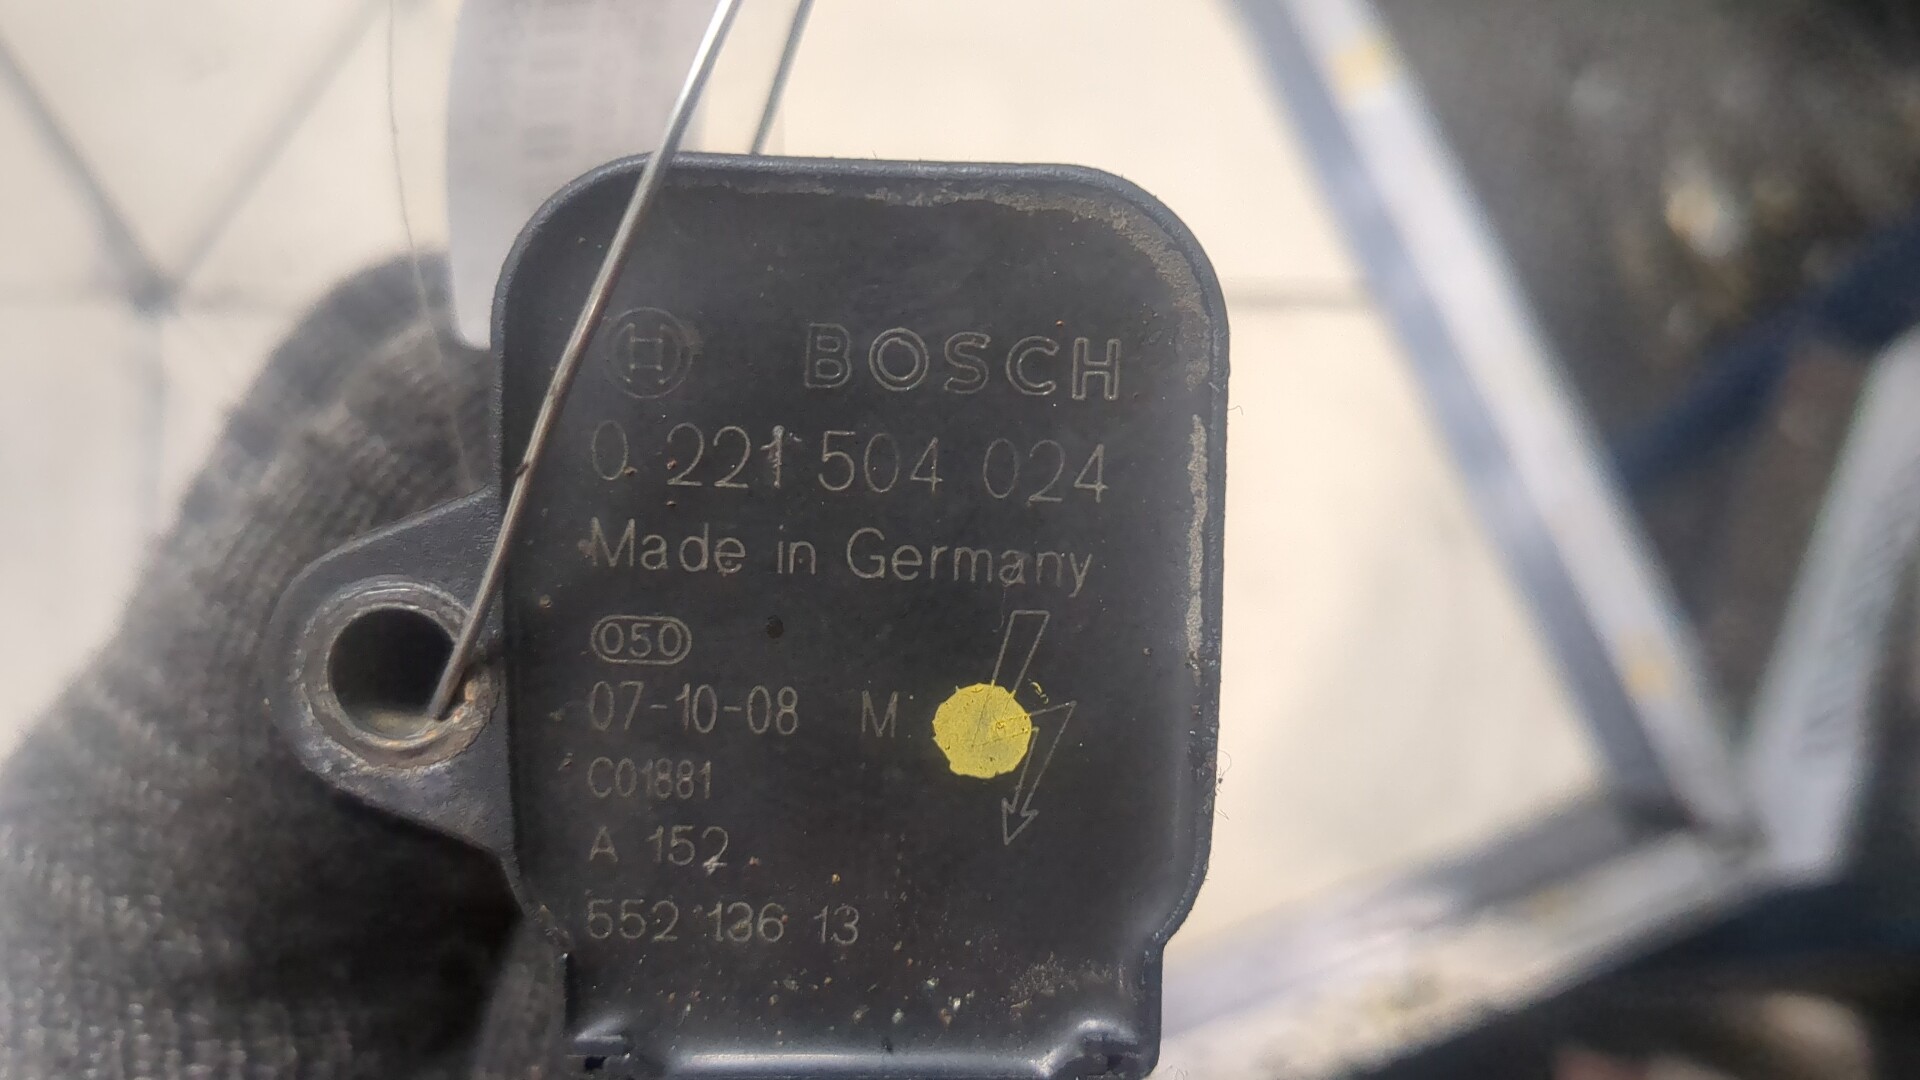 BOSCH
0 221 504 024
Made in Germany
050
07-10-08 M
C01881
A 152
552 136 13